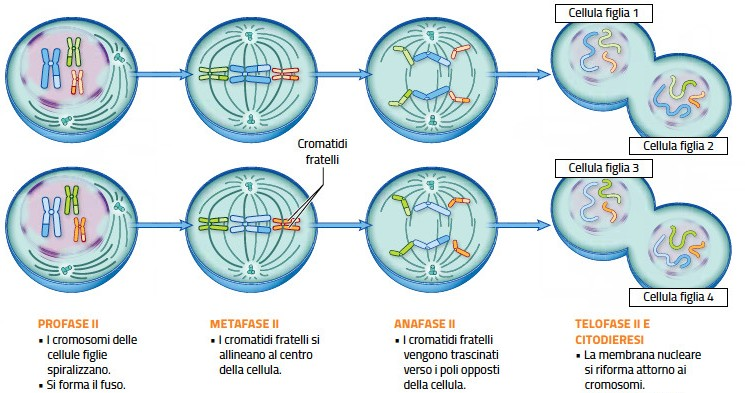 Cellula figlia 1
Cellula figlia 2
Cromatidi
fratelli
Cellula figlia 3
Cellula figlia 4
PROFASE II
▪ I cromosomi delle
cellule figlie
spiralizzano.
▪ Si forma il fuso.
METAFASE II
▪ I cromatidi fratelli si
allineano al centro
della cellula.
ANAFASE II
▪ I cromatidi fratelli
vengono trascinati
verso i poli opposti
della cellula.
TELOFASE II E
CITODIERESI
▪ La membrana nucleare
si riforma attorno ai
cromosomi.